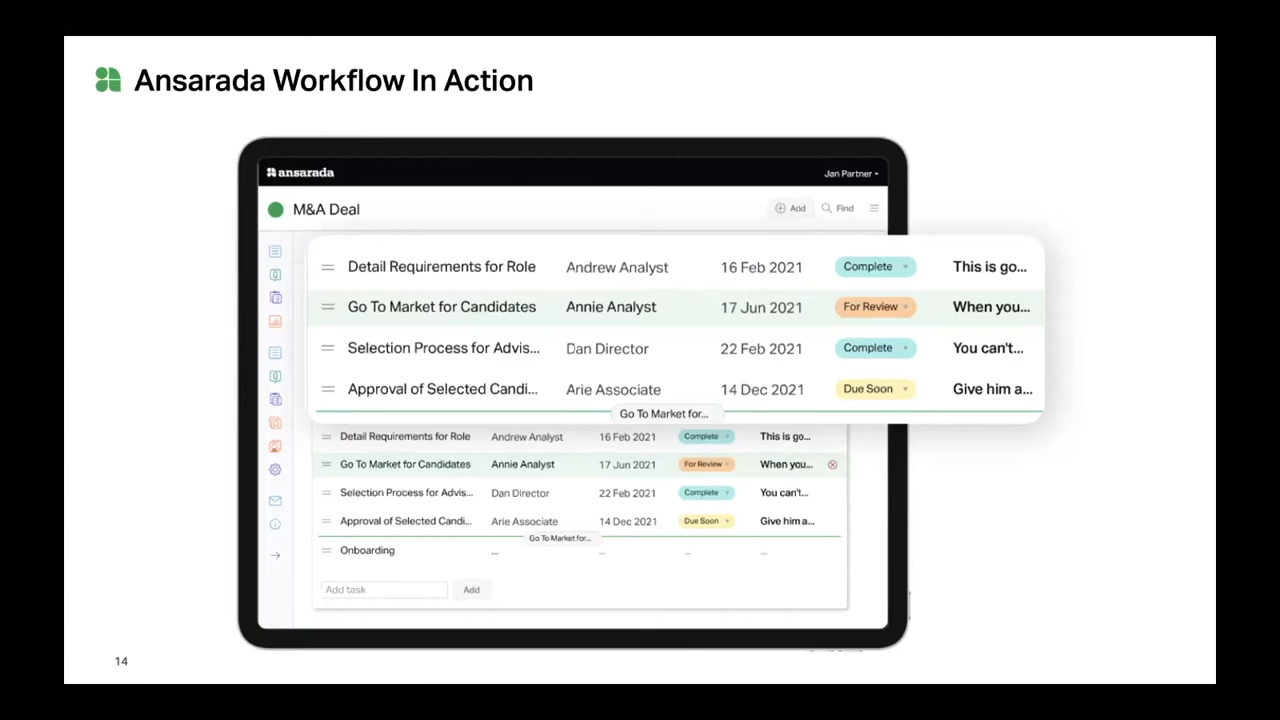 Ansarada Workflow In Action
ansarada
Jan Partner
M&A Deal
Add
Find
Detail Requirements for Role Andrew Analyst 16 Feb 2021 Complete This is go...
Go To Market for Candidates Annie Analyst 17 Jun 2021 For Review When you...
Selection Process for Advis... Dan Director 22 Feb 2021 Complete You can't...
Approval of Selected Candi... Arie Associate 14 Dec 2021 Due Soon Give him a...
Go To Market for...
Detail Requirements for Role Andrew Analyst 16 Feb 2021 Complete This is go...
Go To Market for Candidates Annie Analyst 17 Jun 2021 For Review When you...
Selection Process for Advis... Dan Director 22 Feb 2021 Complete You can't...
Approval of Selected Candi... Arie Associate 14 Dec 2021 Due Soon Give him a...
Go To Market for...
Onboarding ... ... ... ...
Add task Add
14